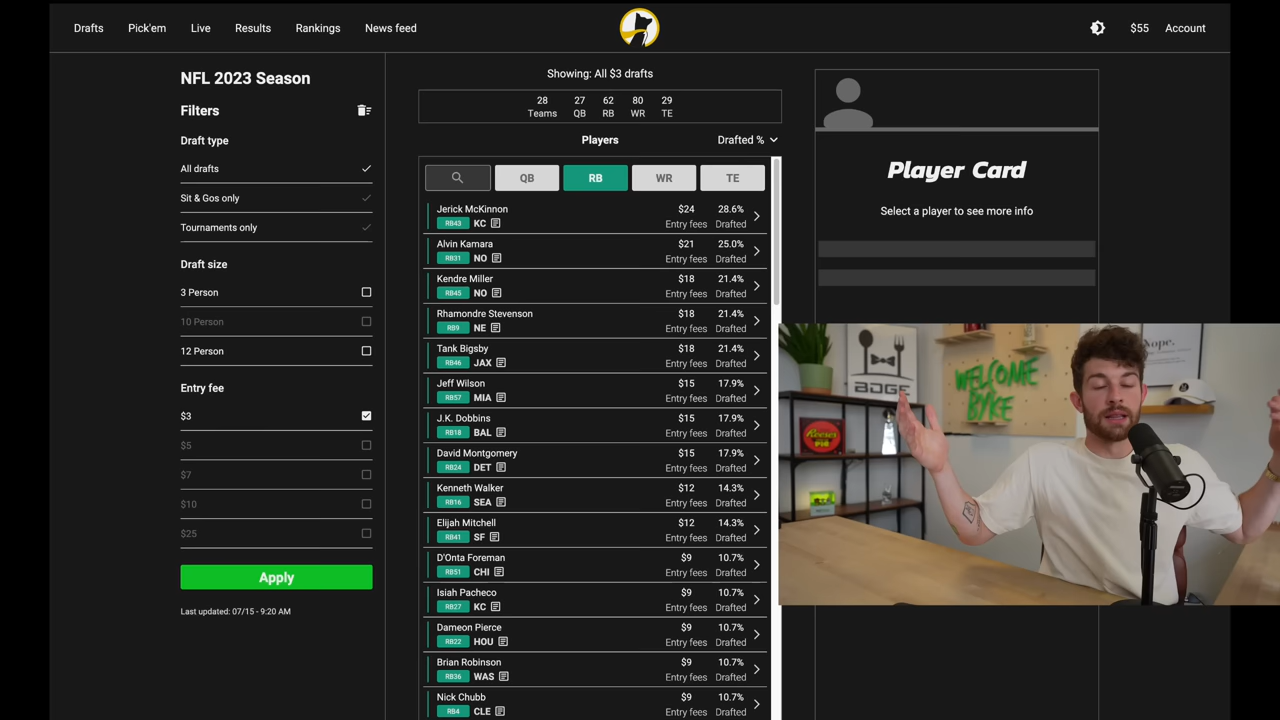 Drafts
Pick'em
Live
Results
Rankings
News feed
$55
Account
NFL 2023 Season
Filters
Draft type
All drafts
Sit & Gos only
Tournaments only
Draft size
3 Person
10 Person
12 Person
Entry fee
$3
$5
$7
$10
$25
Apply
Last updated: 07/15 - 9:20 AM
Showing: All $3 drafts
28 27 62 80 29
Teams QB RB WR TE
Players
Drafted %
QB RB WR TE
Jerick McKinnon $24 28.6%
RB43 KC Entry fees Drafted
Alvin Kamara $21 25.0%
RB31 NO Entry fees Drafted
Kendre Miller $18 21.4%
RB45 NO Entry fees Drafted
Rhamondre Stevenson $18 21.4%
RB9 NE Entry fees Drafted
Tank Bigsby $18 21.4%
RB46 JAX Entry fees Drafted
Jeff Wilson $15 17.9%
RB57 MIA Entry fees Drafted
J.K. Dobbins $15 17.9%
RB18 BAL Entry fees Drafted
David Montgomery $15 17.9%
RB24 DET Entry fees Drafted
Kenneth Walker $12 14.3%
RB16 SEA Entry fees Drafted
Elijah Mitchell $12 14.3%
RB41 SF Entry fees Drafted
D'Onta Foreman $9 10.7%
RB51 CHI Entry fees Drafted
Isiah Pacheco $9 10.7%
RB27 KC Entry fees Drafted
Dameon Pierce $9 10.7%
RB22 HOU Entry fees Drafted
Brian Robinson $9 10.7%
RB36 WAS Entry fees Drafted
Nick Chubb $9 10.7%
RB4 CLE Entry fees Drafted
Player Card
Select a player to see more info
BDGE
WELCOME
BYKE
Reese's
PIE
Nope.